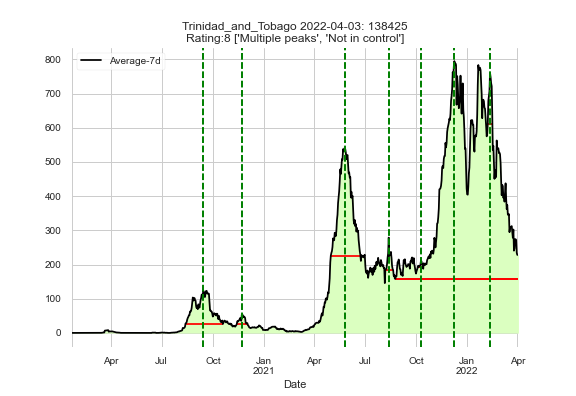 Trinidad_and_Tobago 2022-04-03: 138425
Rating:8 ['Multiple peaks', 'Not in control']
Average-7d
800
700
600
500
400
300
200
100
0
Apr Jul Oct Jan Apr Jul Oct Jan Apr
2021 2022
Date